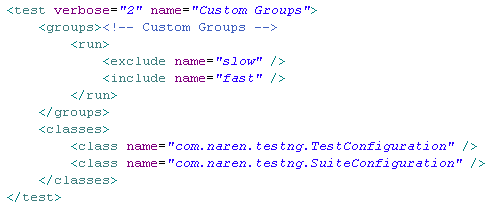 <test verbose="2" name="Custom Groups">
<groups><!-- Custom Groups -->
<run>
<exclude name="slow" />
<include name="fast" />
</run>
</groups>
<classes>
<class name="com.naren.testng.TestConfiguration" />
<class name="com.naren.testng.SuiteConfiguration" />
</classes>
</test>